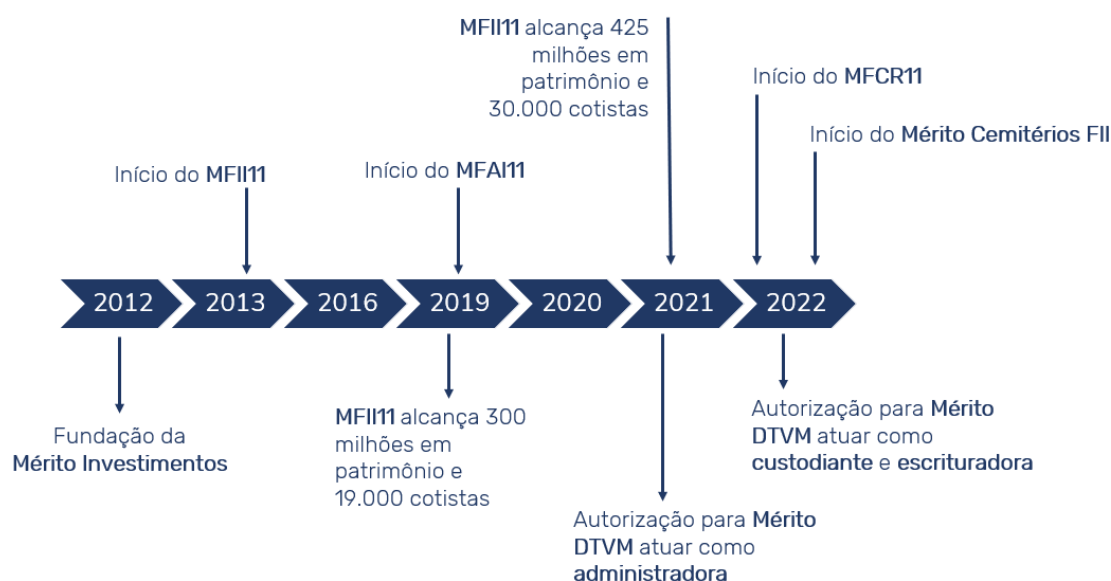 MFII11 alcança 425
milhões em
patrimônio e
30.000 cotistas
Início do MFCR11
Início do Mérito Cemitérios FII
Início do MFII11
Início do MFAI11
2012
2013
2016
2019
2020
2021
2022
Fundação da
Mérito Investimentos
MFII11 alcança 300
milhões em
patrimônio e
19.000 cotistas
Autorização para Mérito
DTVM atuar como
custodiante e escrituradora
Autorização para Mérito
DTVM atuar como
administradora